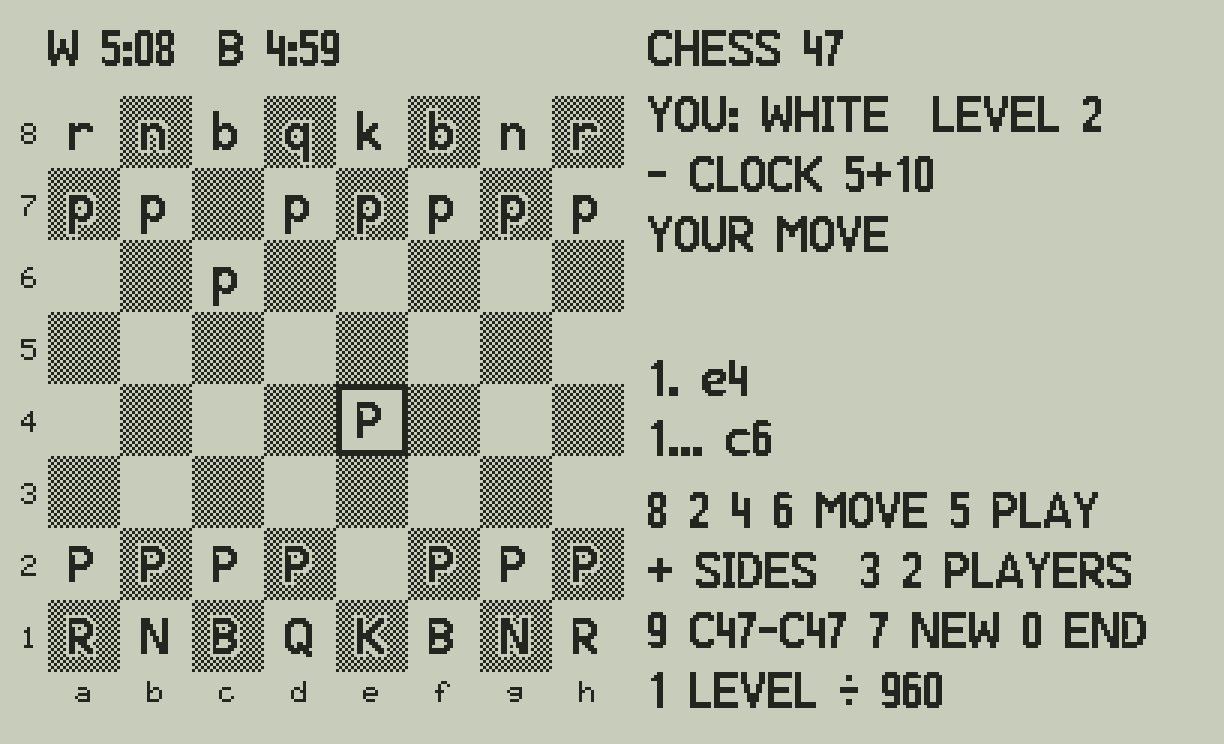 W 5:08 B 4:59
8 r n b q k b n r
7 p p p p p p p
6 p
5
4 P
3
2 P P P P P P P
1 R N B Q K B N R
a b c d e f g h
CHESS 47
YOU: WHITE LEVEL 2
- CLOCK 5+10
YOUR MOVE
1. e4
1... c6
8 2 4 6 MOVE 5 PLAY
+ SIDES 3 2 PLAYERS
9 C47-C47 7 NEW 0 END
1 LEVEL ÷ 960